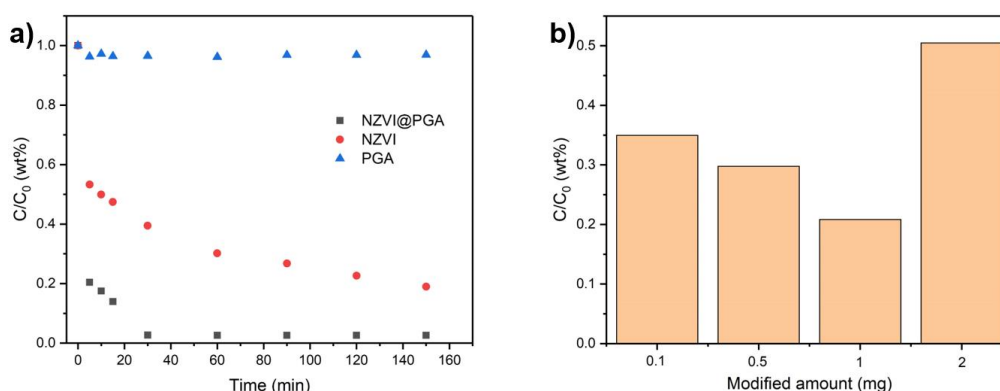 a)
C/C0 (wt%)
1.0
0.8
0.6
0.4
0.2
0.0
NZVI@PGA
NZVI
PGA
0 20 40 60 80 100 120 140 160
Time (min)
b)
C/C0 (wt%)
0.5
0.4
0.3
0.2
0.1
0.0
0.1 0.5 1 2
Modified amount (mg)